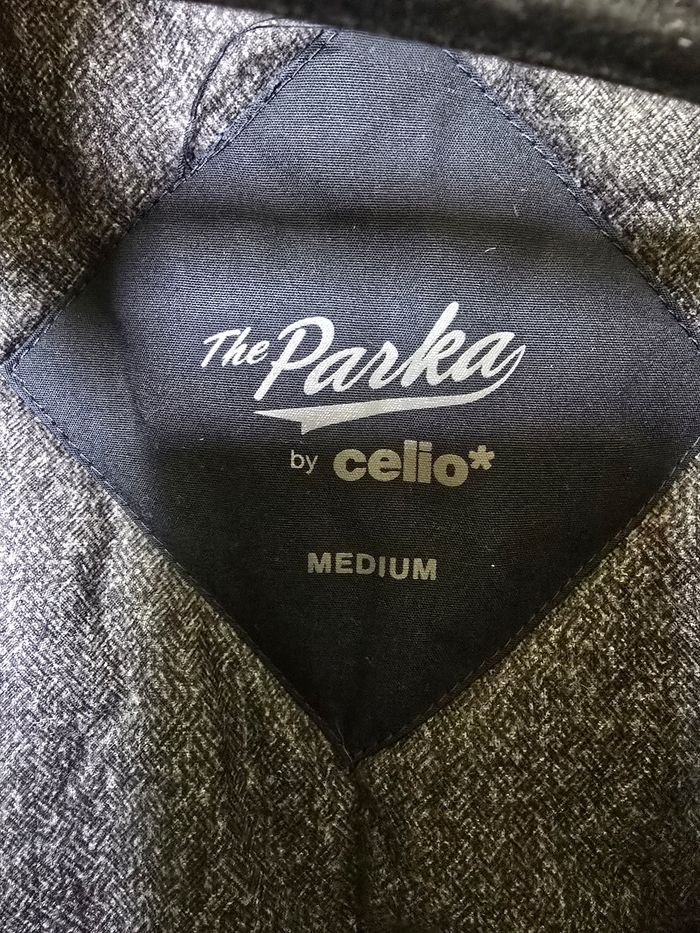 The Parka
by celio*
MEDIUM